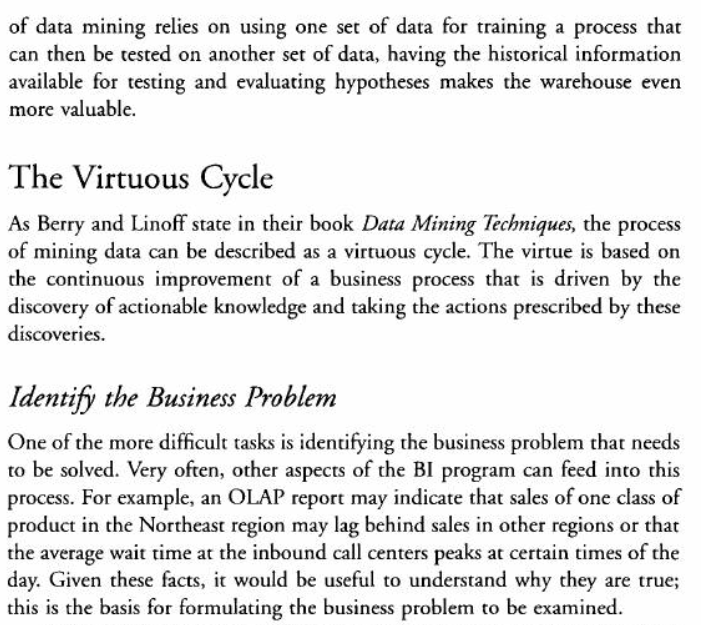 of data mining relies on using one set of data for training a process that
can then be tested on another set of data, having the historical information
available for testing and evaluating hypotheses makes the warehouse even
more valuable.
The Virtuous Cycle
As Berry and Linoff state in their book Data Mining Techniques, the process
of mining data can be described as a virtuous cycle. The virtue is based on
the continuous improvement of a business process that is driven by the
discovery of actionable knowledge and taking the actions prescribed by these
discoveries.
Identify the Business Problem
One of the more difficult tasks is identifying the business problem that needs
to be solved. Very often, other aspects of the BI program can feed into this
process. For example, an OLAP report may indicate that sales of one class of
product in the Northeast region may lag behind sales in other regions or that
the average wait time at the inbound call centers peaks at certain times of the
day. Given these facts, it would be useful to understand why they are true;
this is the basis for formulating the business problem to be examined.